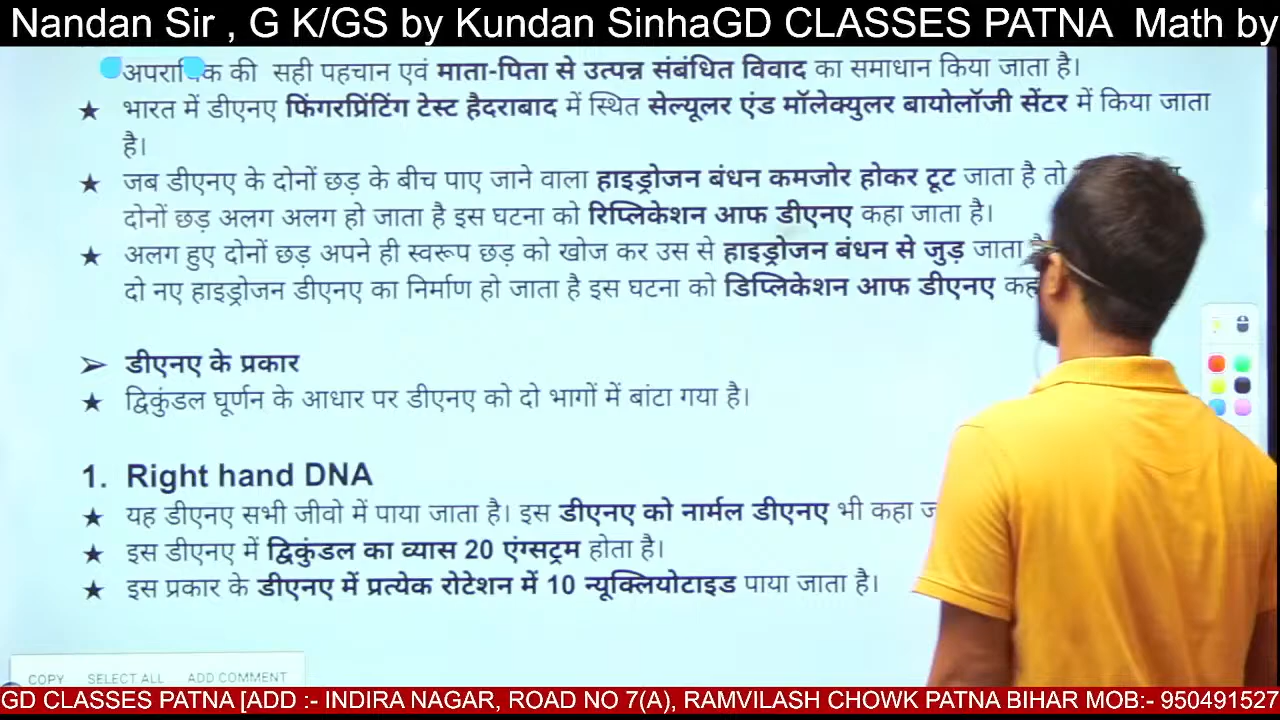 Nandan Sir , G K/GS by Kundan SinhaGD CLASSES PATNA Math by
की सही पहचान एवं माता-पिता से उत्पन्न संबंधित विवाद का समाधान किया जाता है।
★ भारत में डीएनए फिंगरप्रिंटिंग टेस्ट हैदराबाद में स्थित सेल्यूलर एंड मॉलेक्युलर बायोलॉजी सेंटर में किया जाता
है।
★ जब डीएनए के दोनों छड़ के बीच पाए जाने वाला हाइड्रोजन बंधन कमजोर होकर टूट जाता है तो
दोनों छड़ अलग अलग हो जाता है इस घटना को रिप्लिकेशन आफ डीएनए कहा जाता है।
★ अलग हुए दोनों छड़ अपने ही स्वरूप छड़ को खोज कर उस से हाइड्रोजन बंधन से जुड़ जाता
दो नए हाइड्रोजन डीएनए का निर्माण हो जाता है इस घटना को डिप्लिकेशन आफ डीएनए
➢ डीएनए के प्रकार
★ द्विकुंडल घूर्णन के आधार पर डीएनए को दो भागों में बांटा गया है।
1. Right hand DNA
★ यह डीएनए सभी जीवो में पाया जाता है। इस डीएनए को नार्मल डीएनए भी कहा
★ इस डीएनए में द्विकुंडल का व्यास 20 एंग्सट्रम होता है।
★ इस प्रकार के डीएनए में प्रत्येक रोटेशन में 10 न्यूक्लियोटाइड पाया जाता है।
COPY SELECT ALL ADD COMMENT
GD CLASSES PATNA [ADD :- INDIRA NAGAR, ROAD NO 7(A), RAMVILASH CHOWK PATNA BIHAR MOB:- 950491527